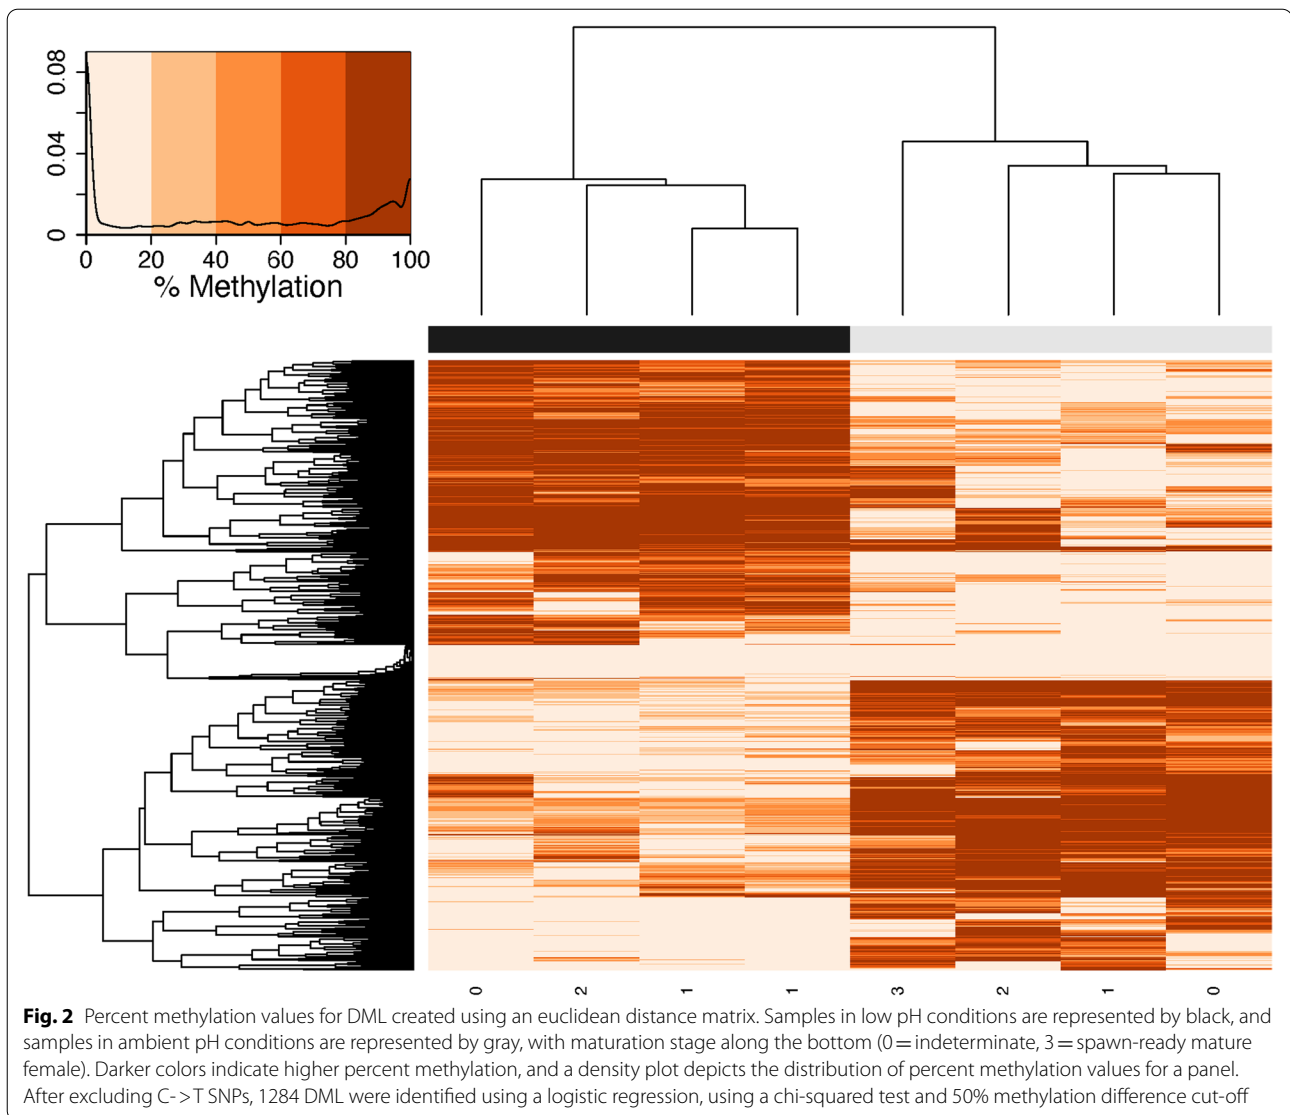 0.08
0.04
0
0 20 40 60 80 100
% Methylation
0 2 1 1 3 2 1 0
Fig. 2 Percent methylation values for DML created using an euclidean distance matrix. Samples in low pH conditions are represented by black, and
samples in ambient pH conditions are represented by gray, with maturation stage along the bottom (0 = indeterminate, 3 = spawn-ready mature
female). Darker colors indicate higher percent methylation, and a density plot depicts the distribution of percent methylation values for a panel.
After excluding C->T SNPs, 1284 DML were identified using a logistic regression, using a chi-squared test and 50% methylation difference cut-off